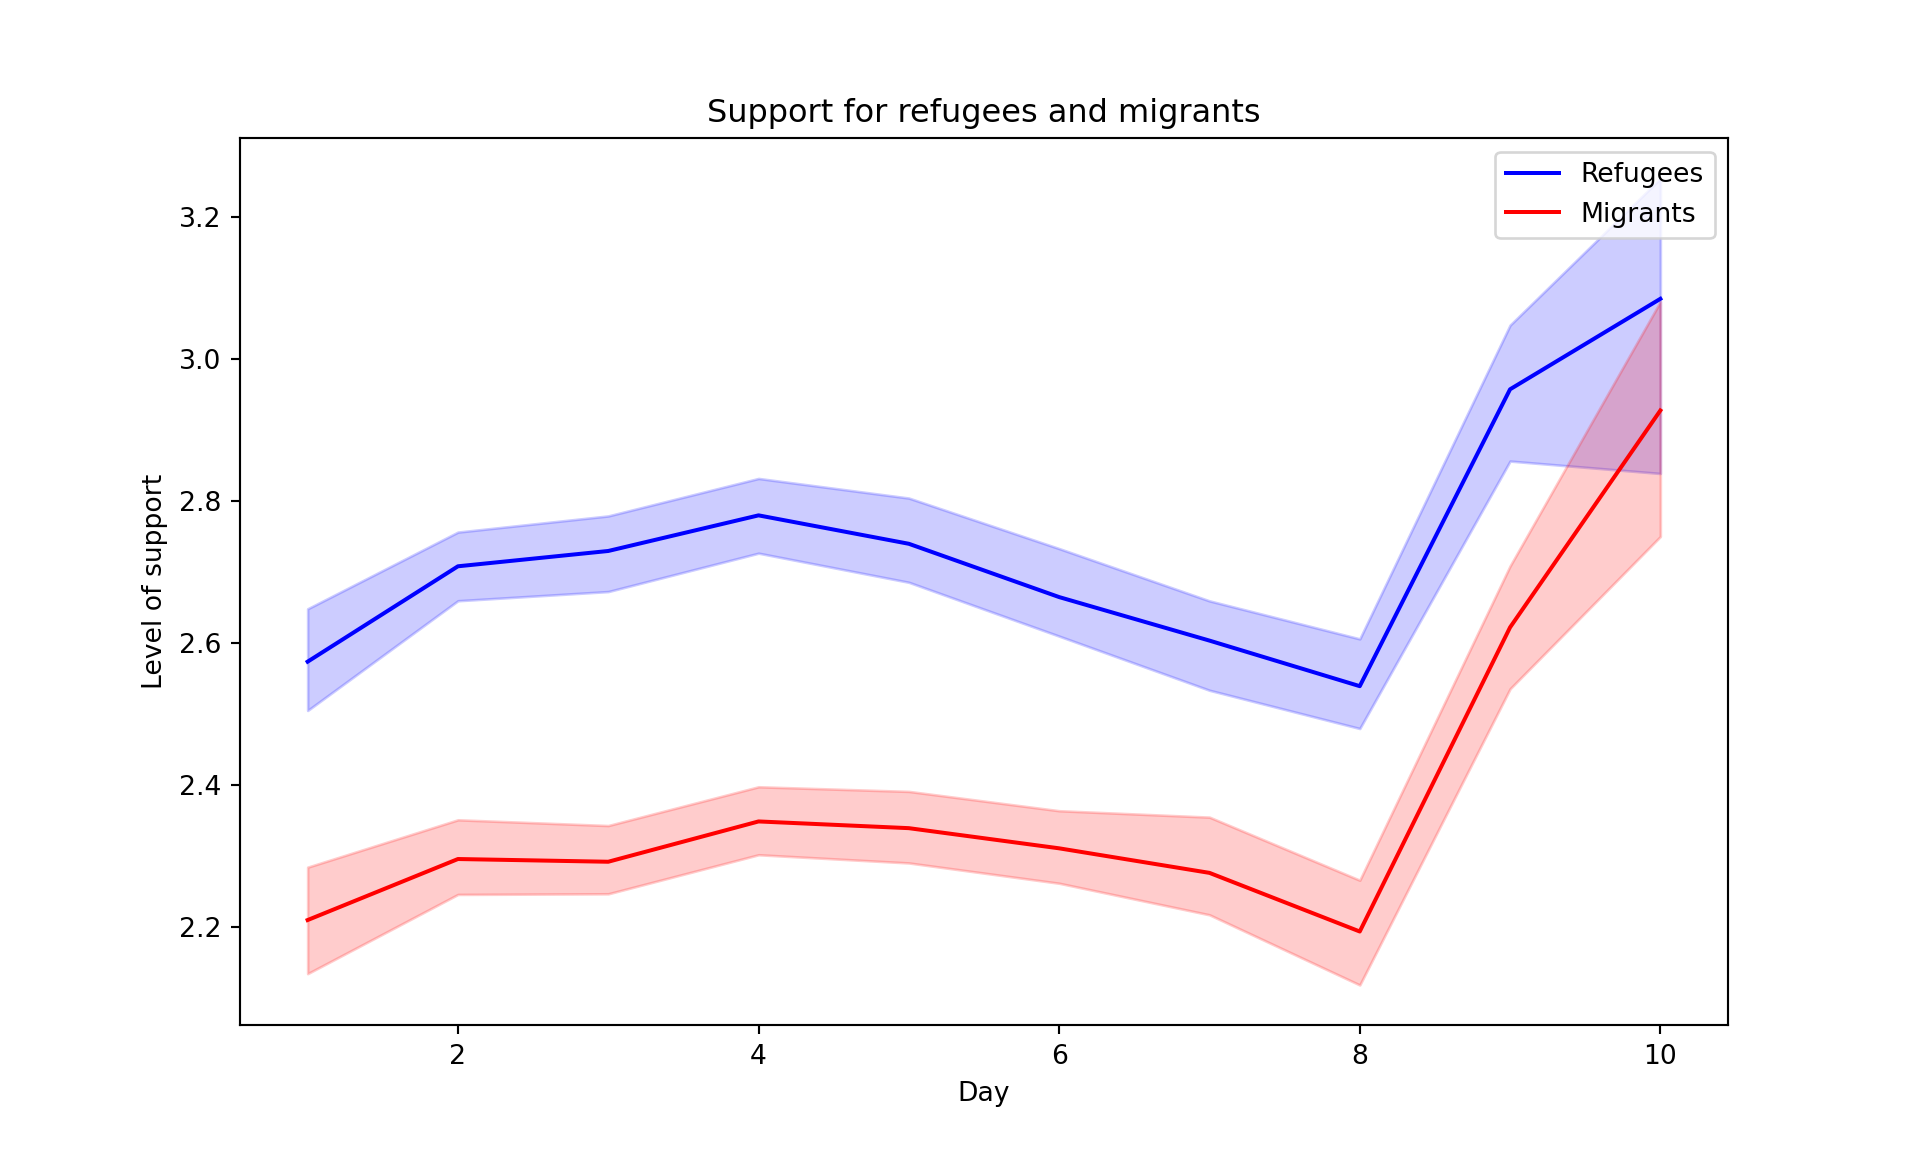 Support for refugees and migrants
Refugees
Migrants
3.2
3.0
2.8
2.6
2.4
2.2
Level of support
2
4
6
8
10
Day